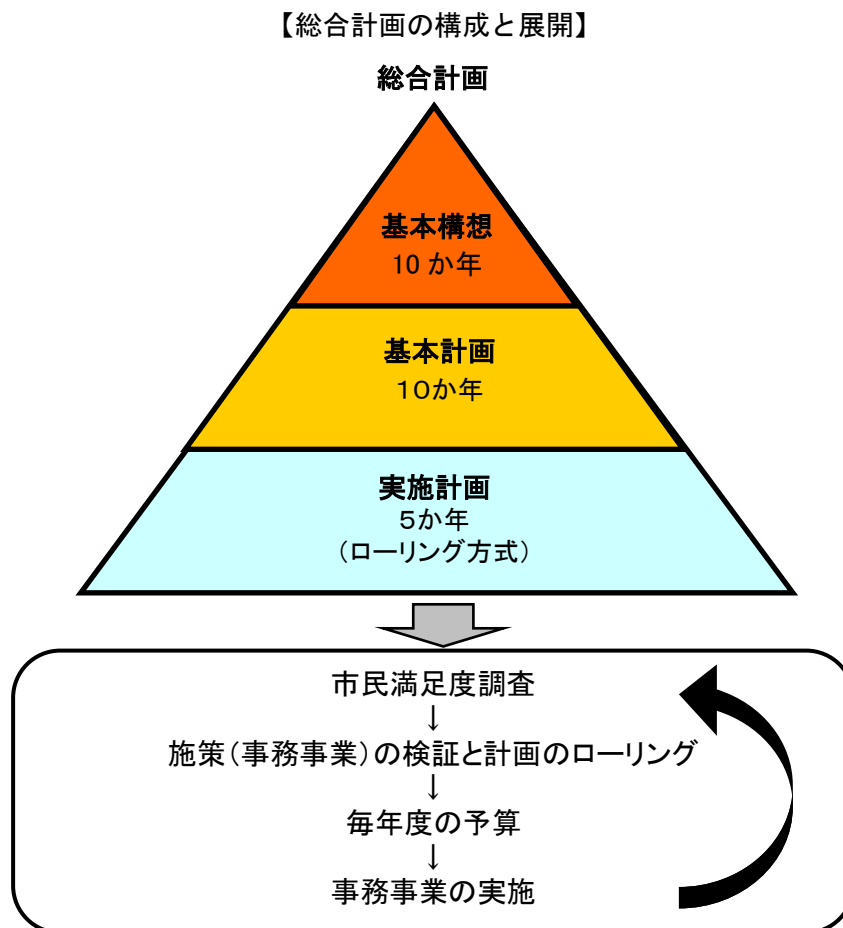 【総合計画の構成と展開】
総合計画
基本構想
10 か年
基本計画
１０か年
実施計画
５か年
（ローリング方式）
市民満足度調査
↓
施策（事務事業）の検証と計画のローリング
↓
毎年度の予算
↓
事務事業の実施